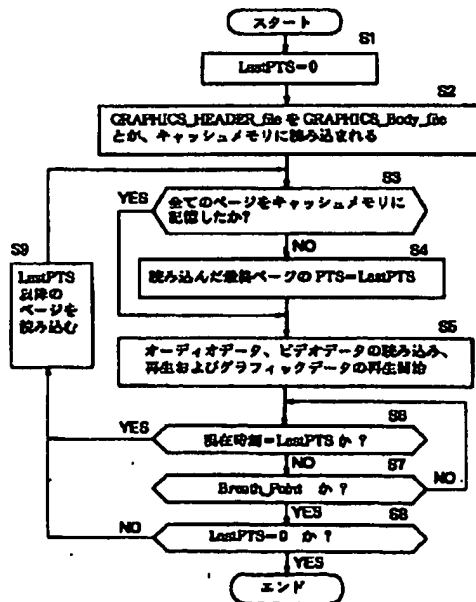 スタート
S1
LastPTS=0
S2
GRAPHICS_HEADER_file を GRAPHICS_Body_file
とが、キャッシュメモリに読み込まれる
S3
YES
全てのページをキャッシュメモリに
記憶したか?
NO
S4
読み込んだ最終ページの PTS=LastPTS
S9
LastPTS
以降の
ページを
読み込む
S5
オーディオデータ、ビデオデータの読み込み、
再生およびグラフィックデータの再生開始
S6
YES
現在時刻=LastPTS か ?
NO
S7
Breath_Point か ?
NO
YES
S8
NO
LastPTS=0 か ?
YES
エンド